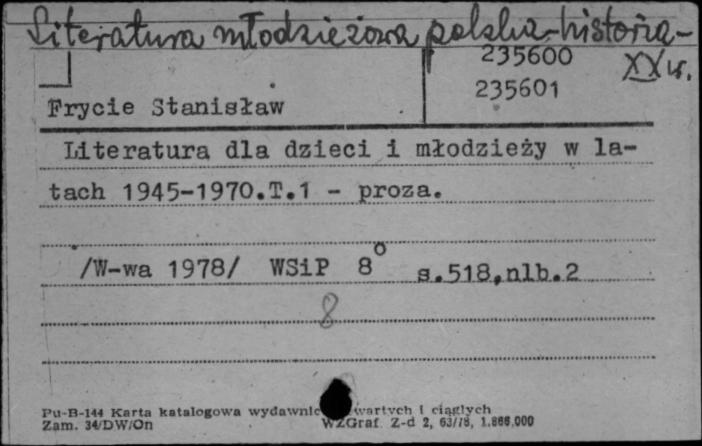 Literatura młodzieżowa polska-historia-
XX w.
235600
235601
Frycie Stanisław
Literatura dla dzieci i młodzieży w la-
tach 1945-1970.T.1 - proza.
/W-wa 1978/ WSiP 8° s.518,nlb.2
8
Pu-B-144 Karta katalogowa wydawnic wartych i ciągłych
Zam. 34/DW/On WZGraf. Z-d 2, 63/78, 1.866.000